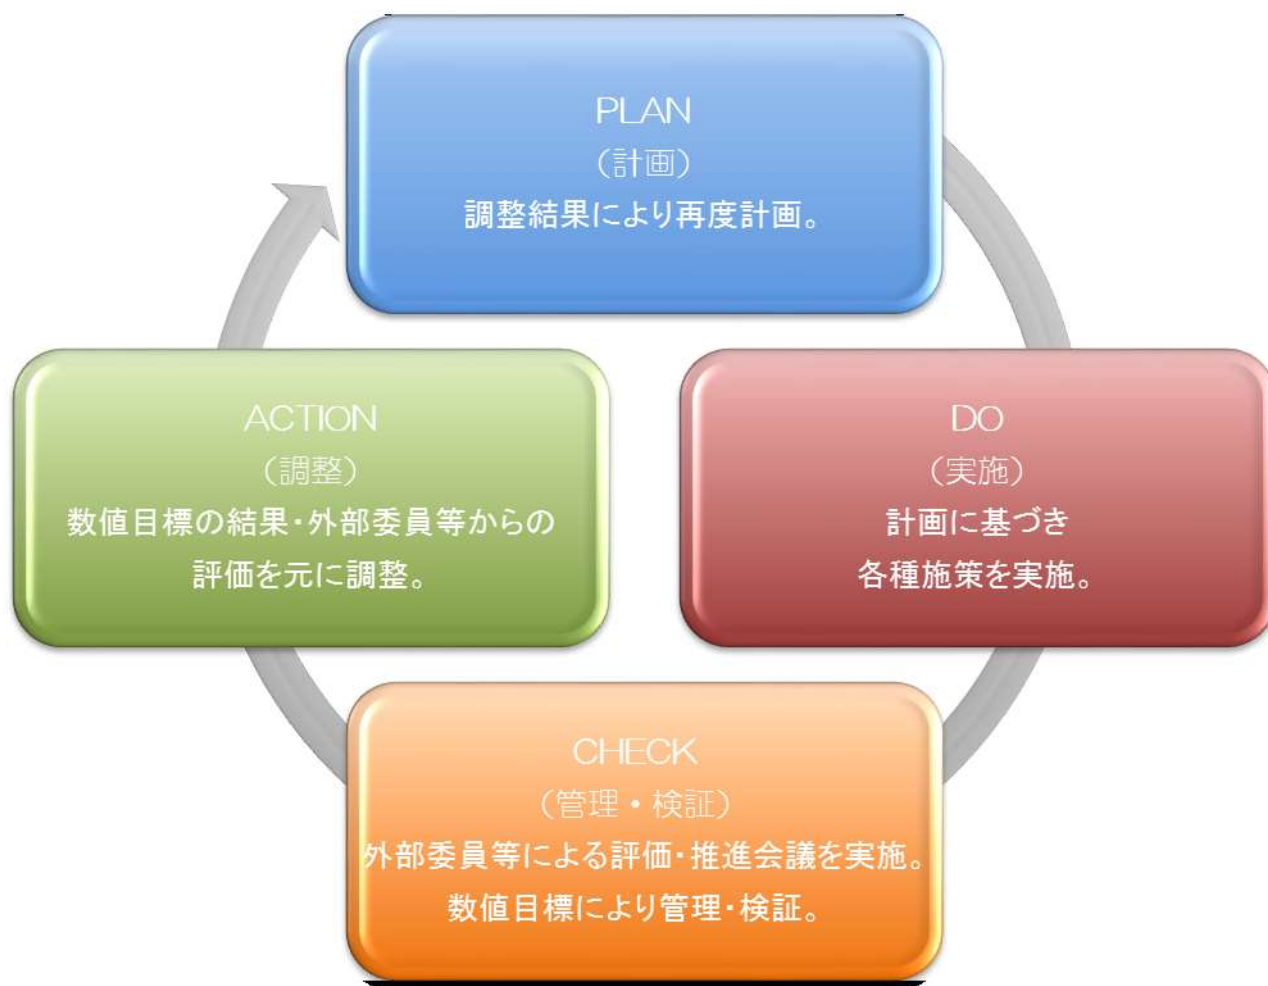 PLAN
（計画）
調整結果により再度計画。
ACTION
（調整）
数値目標の結果・外部委員等からの
評価を元に調整。
DO
（実施）
計画に基づき
各種施策を実施。
CHECK
（管理・検証）
外部委員等による評価・推進会議を実施。
数値目標により管理・検証。